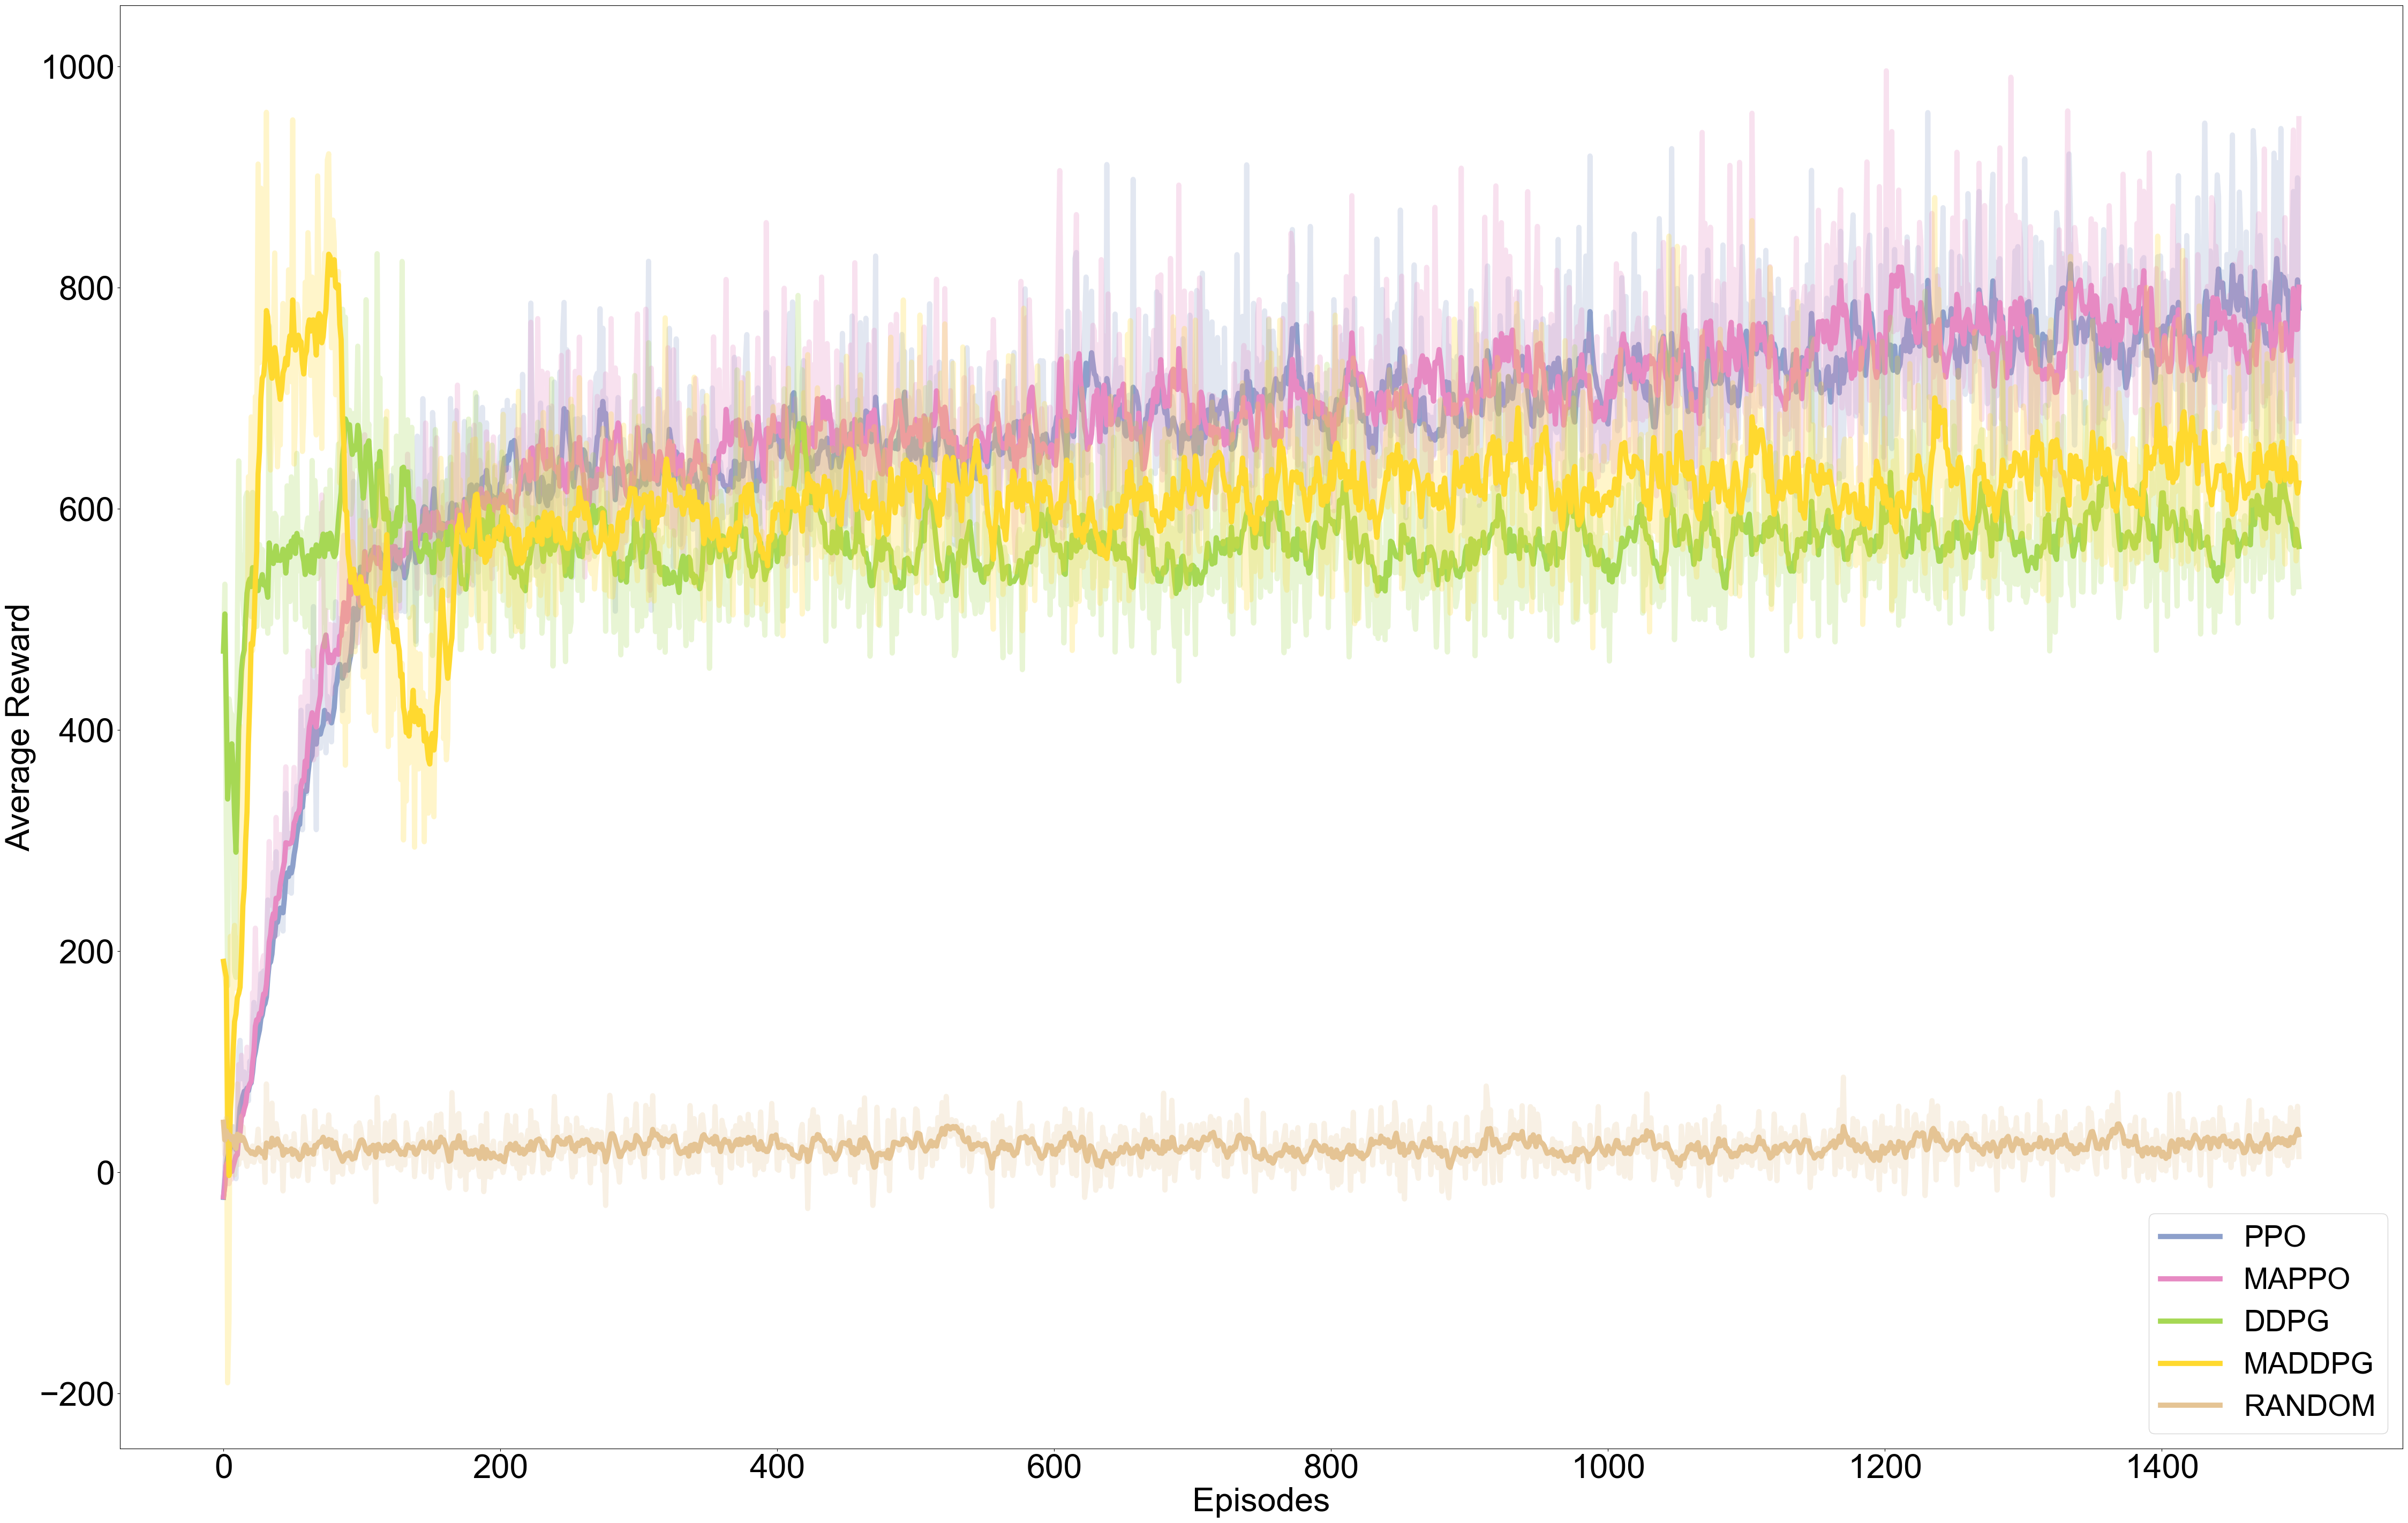 1000
800
600
400
200
0
−200
Average Reward
0 200 400 600 800 1000 1200 1400
Episodes
PPO
MAPPO
DDPG
MADDPG
RANDOM